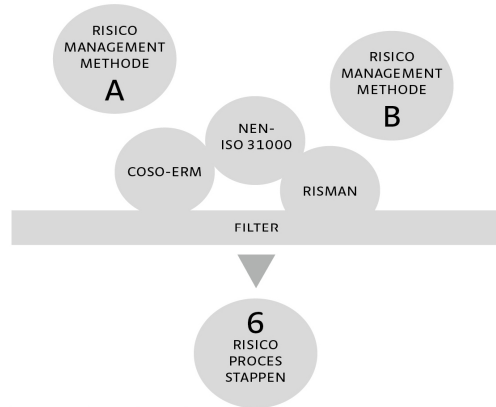 RISICO
MANAGEMENT
METHODE
A
RISICO
MANAGEMENT
METHODE
B
NEN-
ISO 31000
COSO-ERM
RISMAN
FILTER
6
RISICO
PROCES
STAPPEN